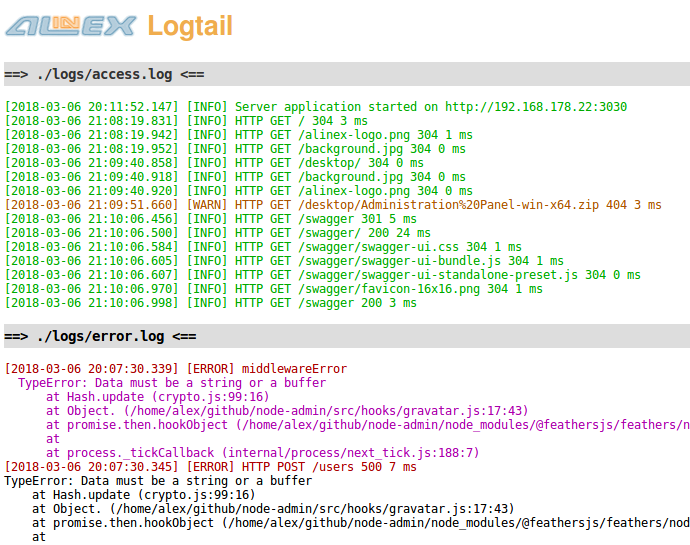 ALINEX Logtail
==> ./logs/access.log <==
[2018-03-06 20:11:52.147] [INFO] Server application started on http://192.168.178.22:3030
[2018-03-06 21:08:19.831] [INFO] HTTP GET / 304 3 ms
[2018-03-06 21:08:19.942] [INFO] HTTP GET /alinex-logo.png 304 1 ms
[2018-03-06 21:08:19.952] [INFO] HTTP GET /background.jpg 304 0 ms
[2018-03-06 21:09:40.858] [INFO] HTTP GET /desktop/ 304 0 ms
[2018-03-06 21:09:40.918] [INFO] HTTP GET /background.jpg 304 0 ms
[2018-03-06 21:09:40.920] [INFO] HTTP GET /alinex-logo.png 304 0 ms
[2018-03-06 21:09:51.660] [WARN] HTTP GET /desktop/Administration%20Panel-win-x64.zip 404 3 ms
[2018-03-06 21:10:06.456] [INFO] HTTP GET /swagger 301 5 ms
[2018-03-06 21:10:06.500] [INFO] HTTP GET /swagger/ 200 24 ms
[2018-03-06 21:10:06.584] [INFO] HTTP GET /swagger/swagger-ui.css 304 1 ms
[2018-03-06 21:10:06.605] [INFO] HTTP GET /swagger/swagger-ui-bundle.js 304 1 ms
[2018-03-06 21:10:06.607] [INFO] HTTP GET /swagger/swagger-ui-standalone-preset.js 304 0 ms
[2018-03-06 21:10:06.970] [INFO] HTTP GET /swagger/favicon-16x16.png 304 1 ms
[2018-03-06 21:10:06.998] [INFO] HTTP GET /swagger 200 3 ms
==> ./logs/error.log <==
[2018-03-06 20:07:30.339] [ERROR] middlewareError
TypeError: Data must be a string or a buffer
at Hash.update (crypto.js:99:16)
at Object. (/home/alex/github/node-admin/src/hooks/gravatar.js:17:43)
at promise.then.hookObject (/home/alex/github/node-admin/node_modules/@feathersjs/feathers/n
at
at process._tickCallback (internal/process/next_tick.js:188:7)
[2018-03-06 20:07:30.345] [ERROR] HTTP POST /users 500 7 ms
TypeError: Data must be a string or a buffer
at Hash.update (crypto.js:99:16)
at Object. (/home/alex/github/node-admin/src/hooks/gravatar.js:17:43)
at promise.then.hookObject (/home/alex/github/node-admin/node_modules/@feathersjs/feathers/nod
at